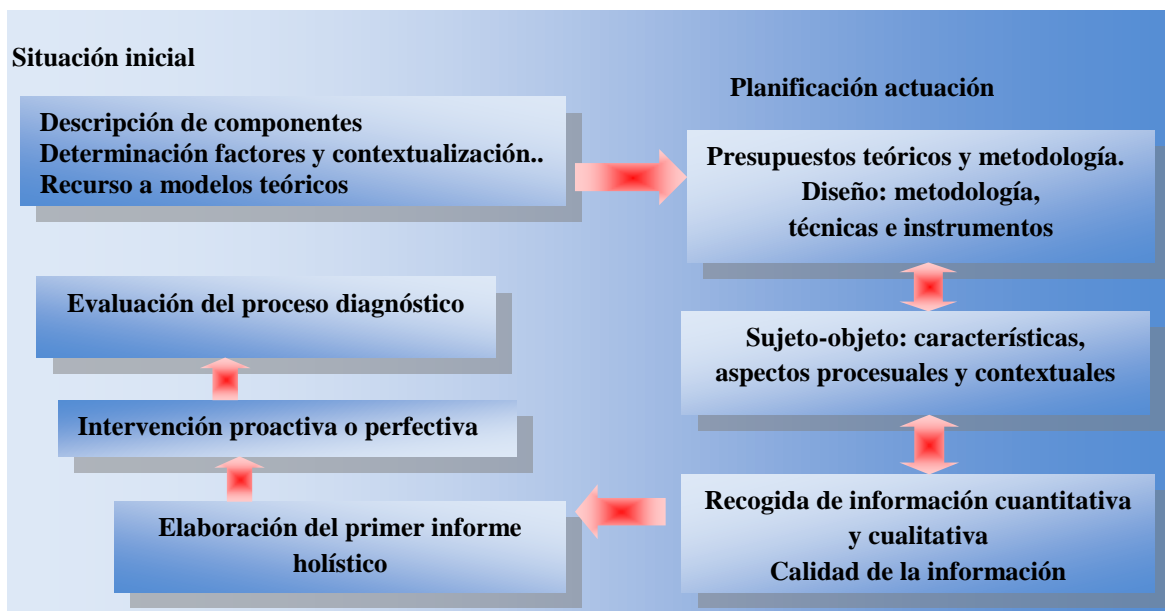 Situación inicial
Descripción de componentes
Determinación factores y contextualización..
Recurso a modelos teóricos
Planificación actuación
Presupuestos teóricos y metodología.
Diseño: metodología,
técnicas e instrumentos
Sujeto-objeto: características,
aspectos procesuales y contextuales
Recogida de información cuantitativa
y cualitativa
Calidad de la información
Elaboración del primer informe
holístico
Intervención proactiva o perfectiva
Evaluación del proceso diagnóstico